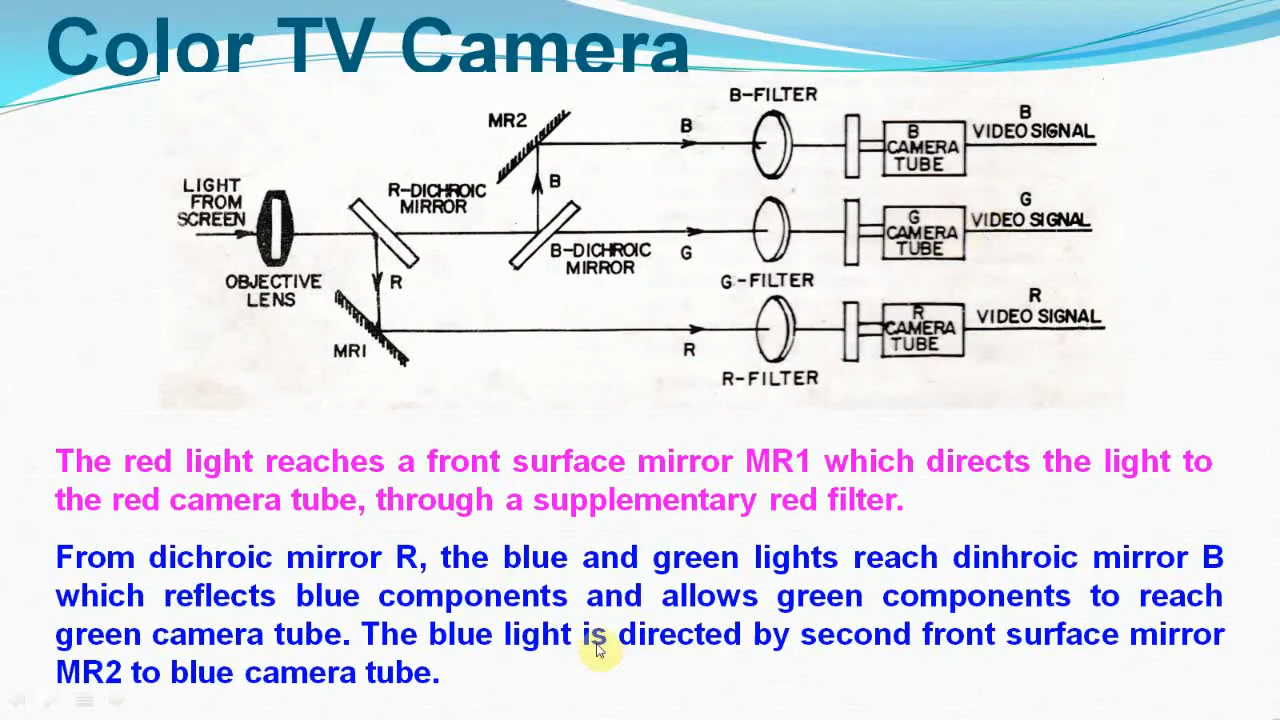 Color TV Camera
B-FILTER
MR2
B
B
VIDEO SIGNAL
B
CAMERA
TUBE
LIGHT
FROM
SCREEN
R-DICHROIC
MIRROR
B
G
VIDEO SIGNAL
G
CAMERA
TUBE
B-DICHROIC
MIRROR
G
OBJECTIVE
LENS
R
G-FILTER
R
VIDEO SIGNAL
R
CAMERA
TUBE
MR1
R
R-FILTER
The red light reaches a front surface mirror MR1 which directs the light to
the red camera tube, through a supplementary red filter.
From dichroic mirror R, the blue and green lights reach dinhroic mirror B
which reflects blue components and allows green components to reach
green camera tube. The blue light is directed by second front surface mirror
MR2 to blue camera tube.